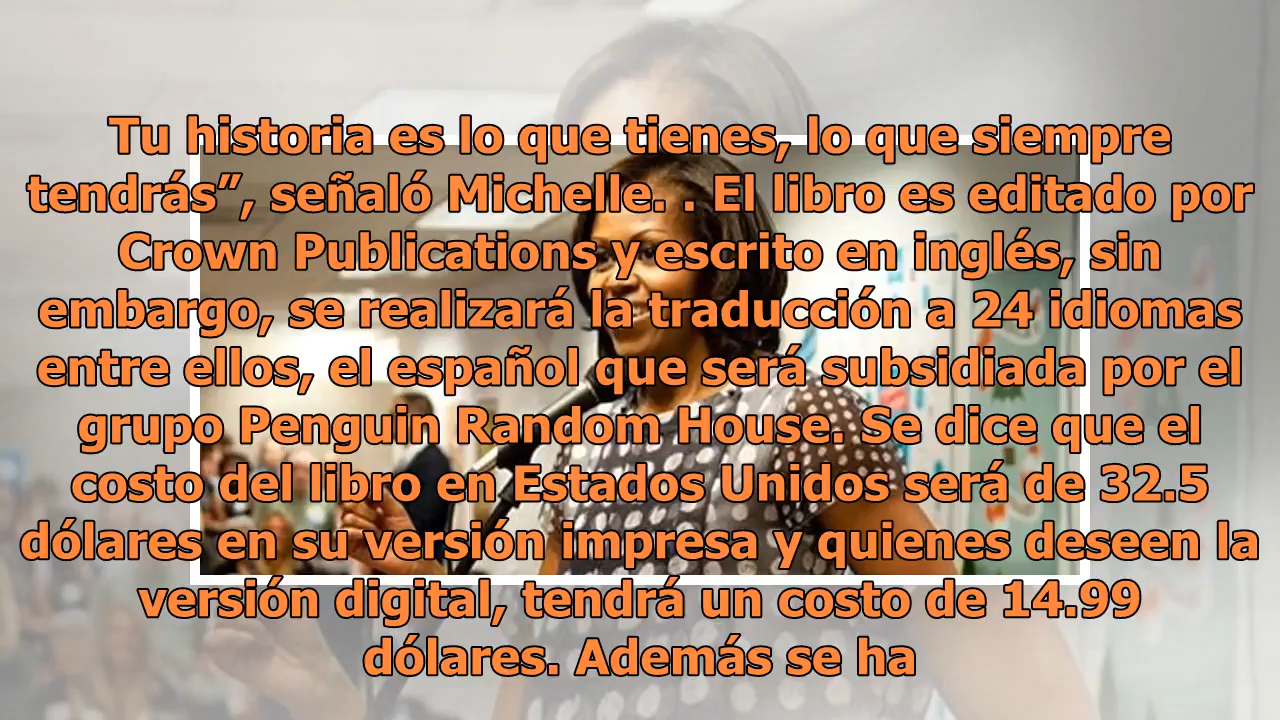 Tu historia es lo que tienes, lo que siempre
tendrás”, señaló Michelle. . El libro es editado por
Crown Publications y escrito en inglés, sin
embargo, se realizará la traducción a 24 idiomas
entre ellos, el español que será subsidiada por el
grupo Penguin Random House. Se dice que el
costo del libro en Estados Unidos será de 32.5
dólares en su versión impresa y quienes deseen la
versión digital, tendrá un costo de 14.99
dólares. Además se ha